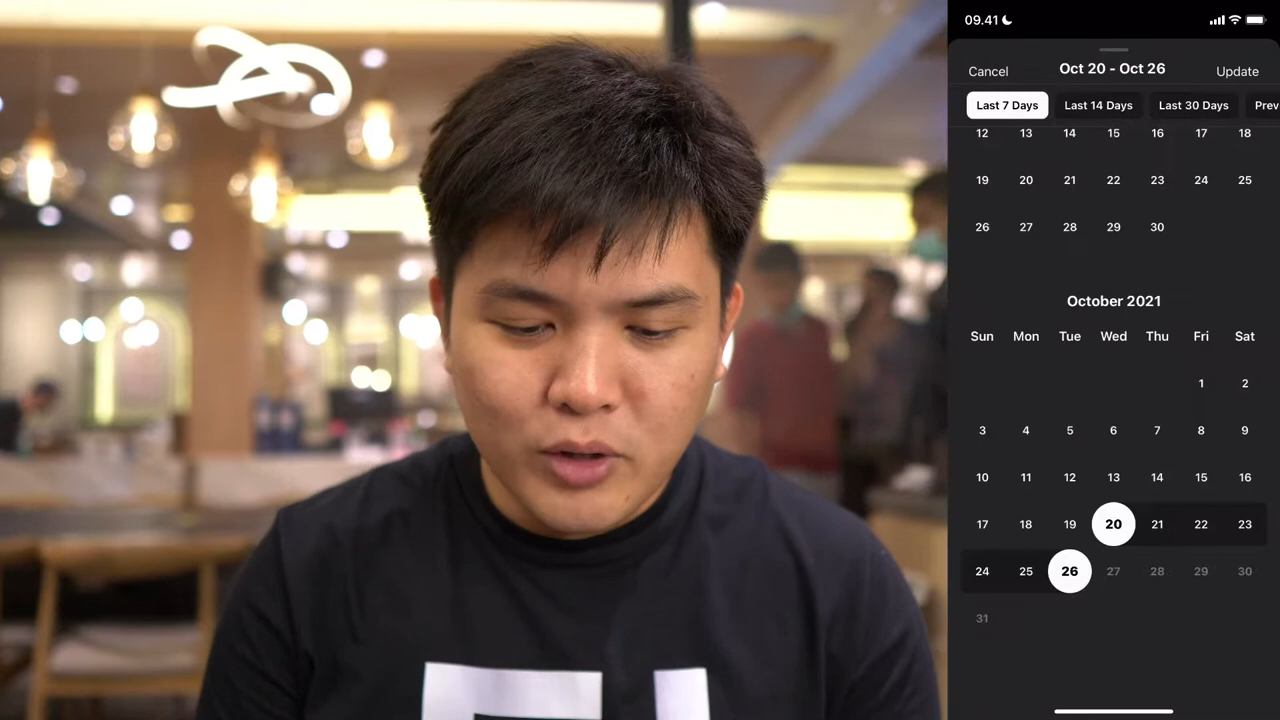 09.41
Cancel Oct 20 - Oct 26 Update
Last 7 Days Last 14 Days Last 30 Days Prev
12 13 14 15 16 17 18
19 20 21 22 23 24 25
26 27 28 29 30
October 2021
Sun Mon Tue Wed Thu Fri Sat
1 2
3 4 5 6 7 8 9
10 11 12 13 14 15 16
17 18 19 20 21 22 23
24 25 26 27 28 29 30
31